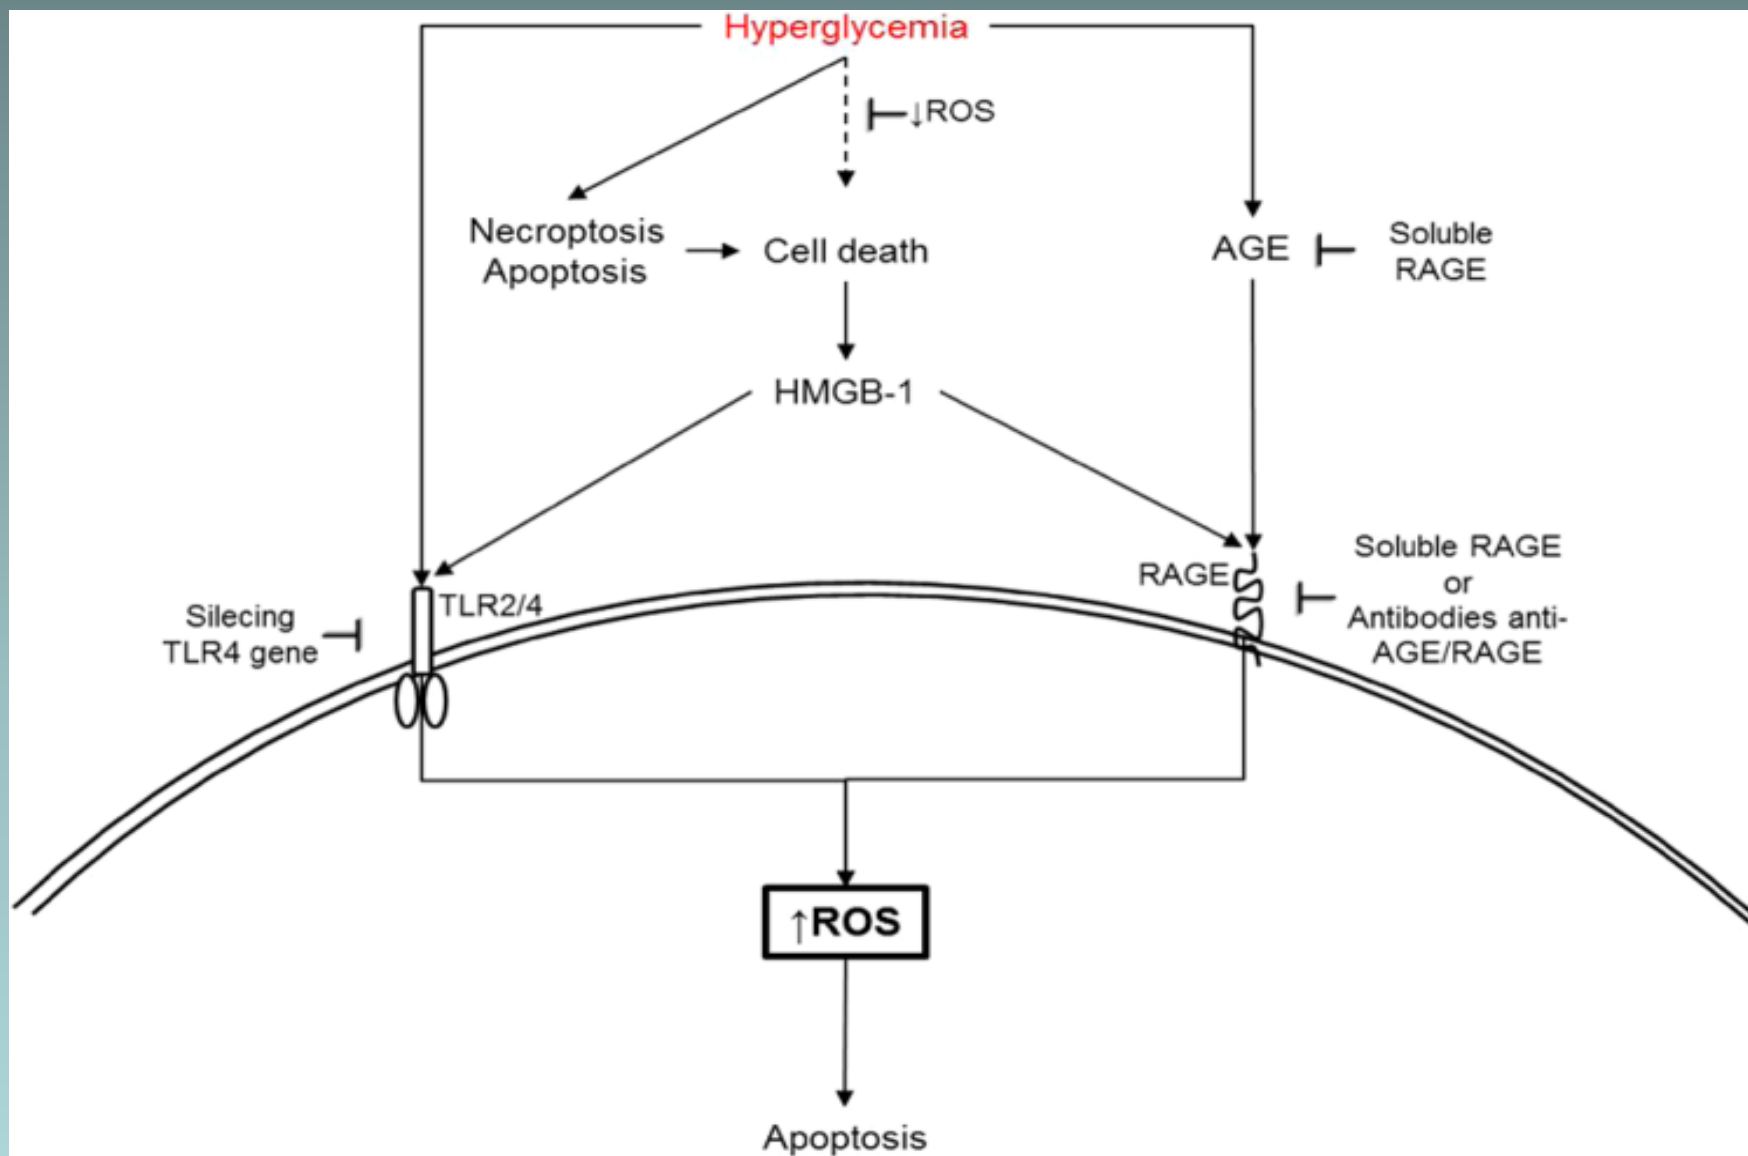 Hyperglycemia
↓ROS
Necroptosis
Apoptosis
Cell death
AGE
Soluble
RAGE
HMGB-1
TLR2/4
Silecing
TLR4 gene
RAGE
Soluble RAGE
or
Antibodies anti-
AGE/RAGE
↑ROS
Apoptosis